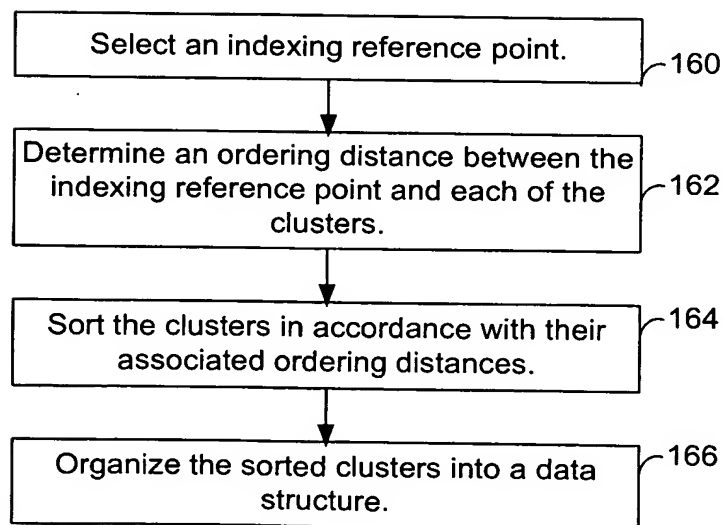 Select an indexing reference point.
160
Determine an ordering distance between the
indexing reference point and each of the
clusters.
162
Sort the clusters in accordance with their
associated ordering distances.
164
Organize the sorted clusters into a data
structure.
166